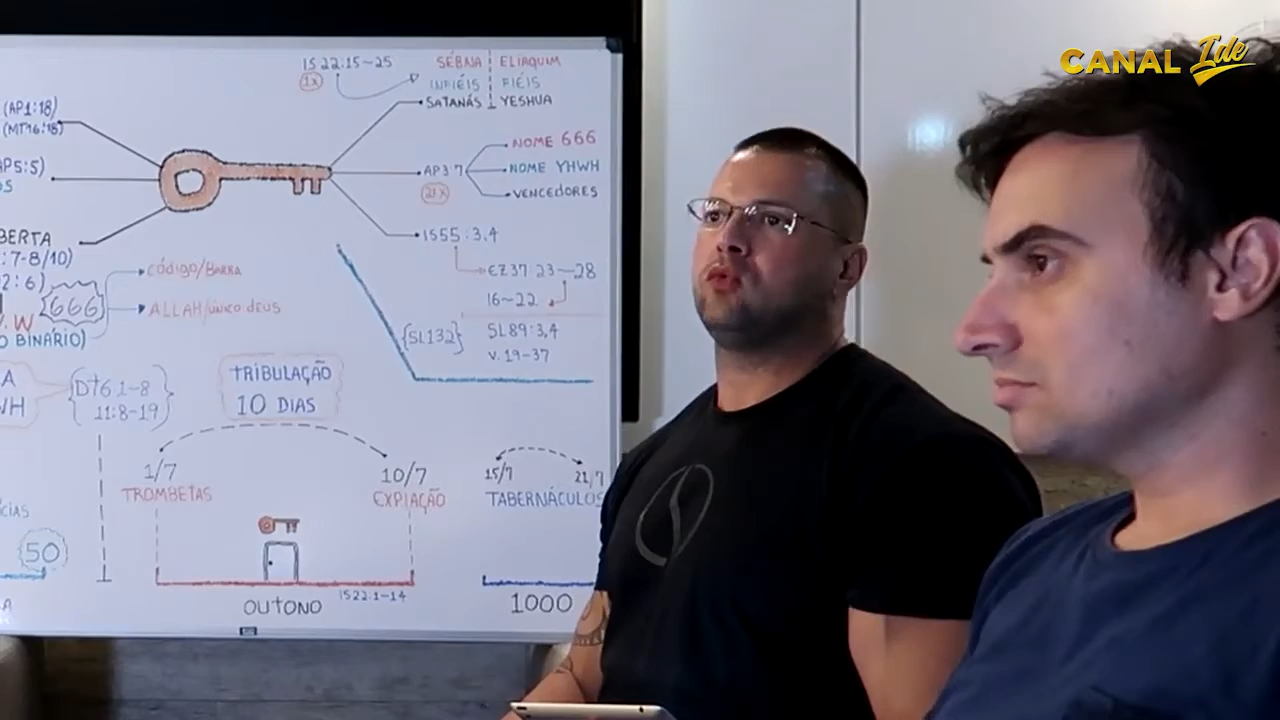 CANAL Ide
IS 22:15~25
1x
SÉBNA ELIAQUIM
INFIÉIS FIÉIS
SATANÁS YESHUA
(AP1:18)
(MT16:18)
NOME 666
AP5:5)
AP3 7
NOME YHWH
21x
VENCEDORES
BERTA
IS55:3,4
:7-8/10)
CÓDIGO/BARRA
EZ37 23—28
2:6)
666
16~22
ALLAH/ÚNICO DEUS
W
O BINÁRIO)
{SL132}
SL89:3,4
v. 19-37
TRIBULAÇÃO
10 DIAS
A
WH
DT6:1-8
11:8-19
1/7
10/7
15/7
21/7
TROMBETAS
EXPIAÇÃO
TABERNÁCULOS
50
OUTONO
IS22:1-14
1000